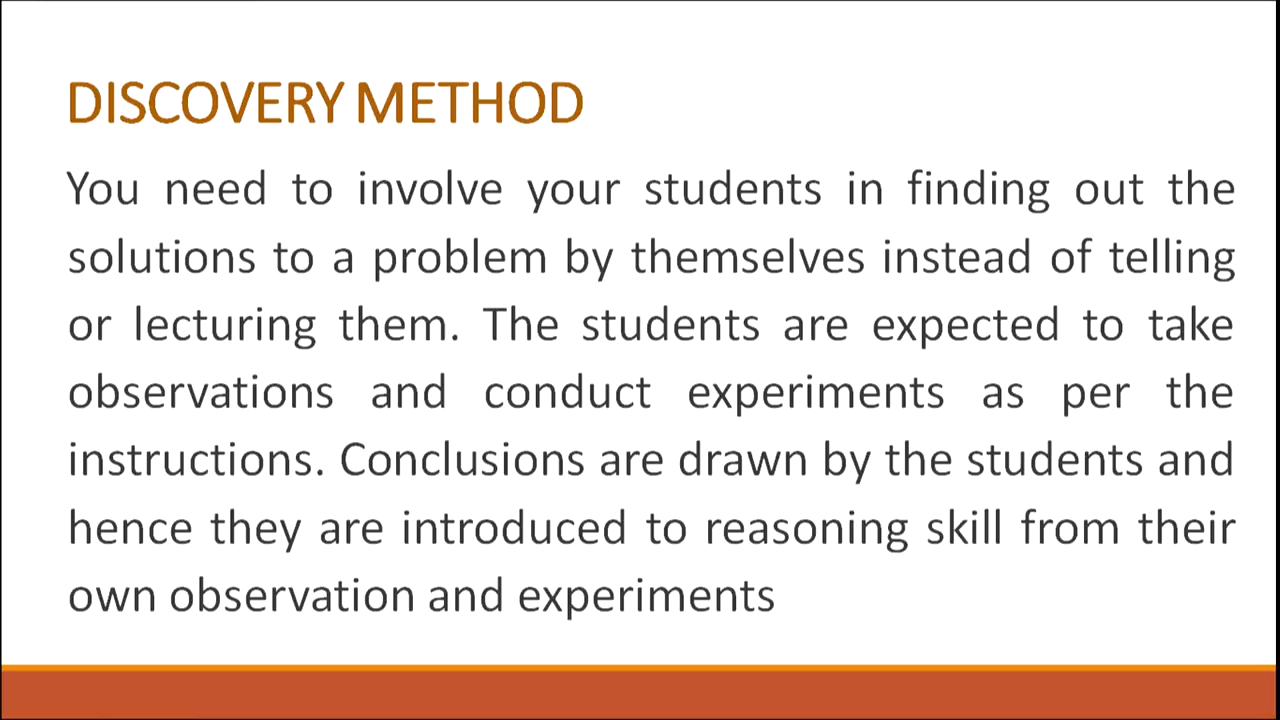 DISCOVERY METHOD
You need to involve your students in finding out the
solutions to a problem by themselves instead of telling
or lecturing them. The students are expected to take
observations and conduct experiments as per the
instructions. Conclusions are drawn by the students and
hence they are introduced to reasoning skill from their
own observation and experiments